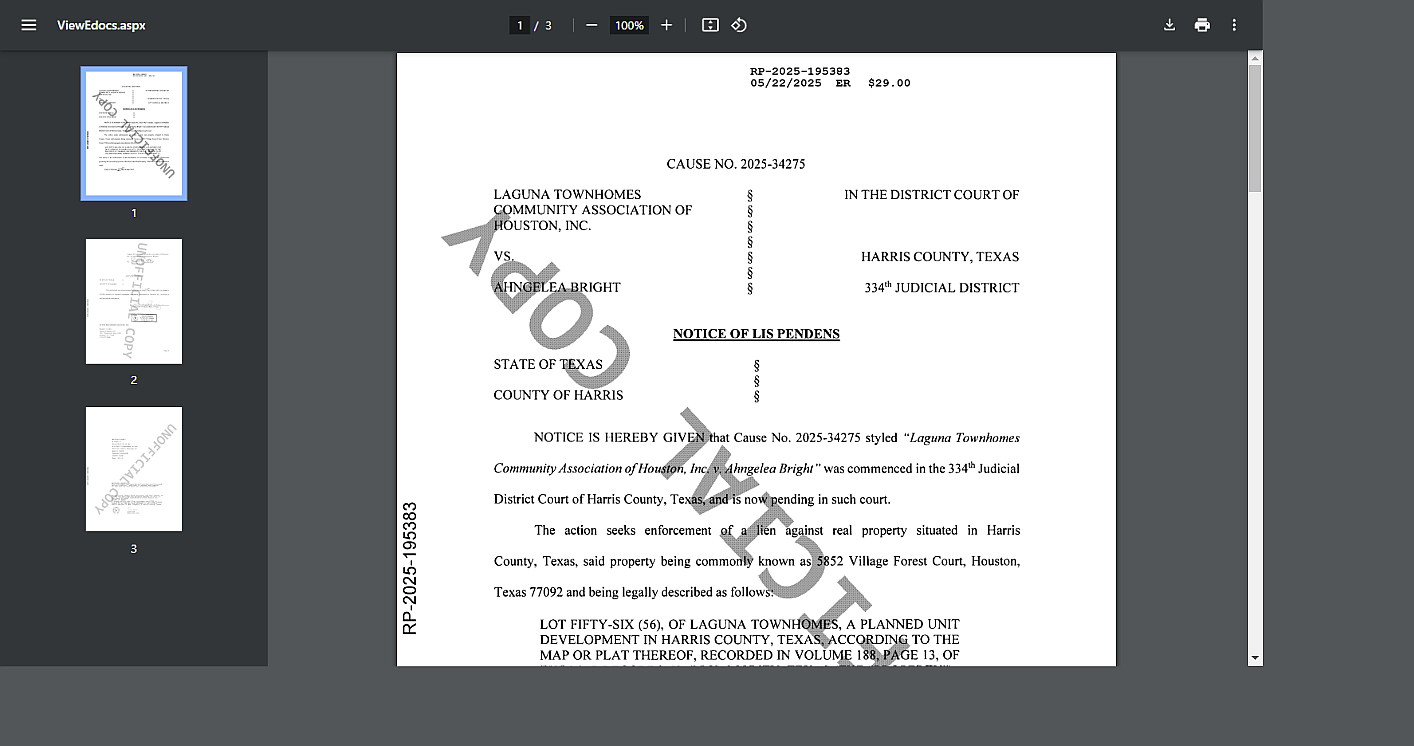 ViewEdocs.aspx
1 / 3
100%
1
2
3
RP-2025-195383
05/22/2025 ER $29.00
CAUSE NO. 2025-34275
LAGUNA TOWNHOMES § IN THE DISTRICT COURT OF
COMMUNITY ASSOCIATION OF §
HOUSTON, INC. §
§
VS. § HARRIS COUNTY, TEXAS
§
AHNGELEA BRIGHT § 334th JUDICIAL DISTRICT
NOTICE OF LIS PENDENS
STATE OF TEXAS §
§
COUNTY OF HARRIS §
NOTICE IS HEREBY GIVEN that Cause No. 2025-34275 styled “Laguna Townhomes
Community Association of Houston, Inc. v. Ahngelea Bright” was commenced in the 334th Judicial
District Court of Harris County, Texas, and is now pending in such court.
The action seeks enforcement of a lien against real property situated in Harris
County, Texas, said property being commonly known as 5852 Village Forest Court, Houston,
Texas 77092 and being legally described as follows:
LOT FIFTY-SIX (56), OF LAGUNA TOWNHOMES, A PLANNED UNIT
DEVELOPMENT IN HARRIS COUNTY, TEXAS, ACCORDING TO THE
MAP OR PLAT THEREOF, RECORDED IN VOLUME 188, PAGE 13, OF
RP-2025-195383
UNOFFICIAL COPY
UNOFFICIAL COPY
UNOFFICIAL COPY
ICIAL COPY